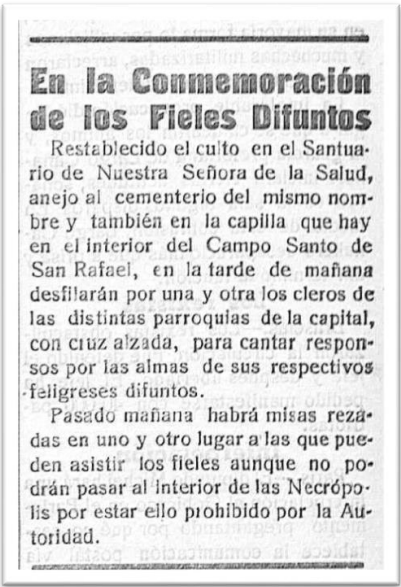 En la Conmemoración
de los Fieles Difuntos
Restablecido el culto en el Santua-
rio de Nuestra Señora de la Salud,
anejo al cementerio del mismo nom-
bre y también en la capilla que hay
en el interior del Campo Santo de
San Rafael, en la tarde de mañana
desfilarán por una y otra los cleros de
las distintas parroquias de la capital,
con cruz alzada, para cantar respon-
sos por las almas de sus respectivos
feligreses difuntos.
Pasado mañana habrá misas reza-
das en uno y otro lugar a las que pue-
den asistir los fieles aunque no po-
drán pasar al interior de las Necrópo-
lis por estar ello prohibido por la Au-
toridad.